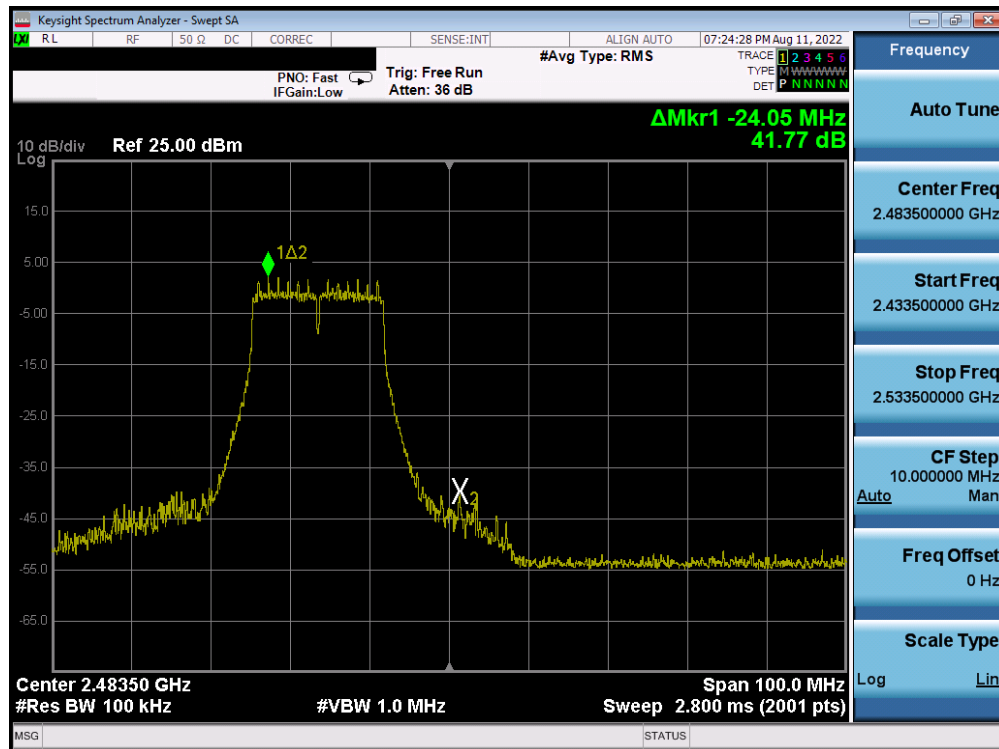 Keysight Spectrum Analyzer - Swept SA
LXI RL RF 50 Ω DC CORREC SENSE:INT ALIGN AUTO 07:24:28 PM Aug 11, 2022
PNO: Fast
IFGain:Low
Trig: Free Run
Atten: 36 dB
#Avg Type: RMS
TRACE 1 2 3 4 5 6
TYPE M WWWWW
DET P N N N N N
ΔMkr1 -24.05 MHz
41.77 dB
10 dB/div Ref 25.00 dBm
Log
15.0
5.00
-5.00
-15.0
-25.0
-35.0
-45.0
-55.0
-65.0
1Δ2
X2
Center 2.48350 GHz Span 100.0 MHz
#Res BW 100 kHz #VBW 1.0 MHz Sweep 2.800 ms (2001 pts)
MSG STATUS
Frequency
Auto Tune
Center Freq
2.483500000 GHz
Start Freq
2.433500000 GHz
Stop Freq
2.533500000 GHz
CF Step
10.000000 MHz
Auto Man
Freq Offset
0 Hz
Scale Type
Log Lin